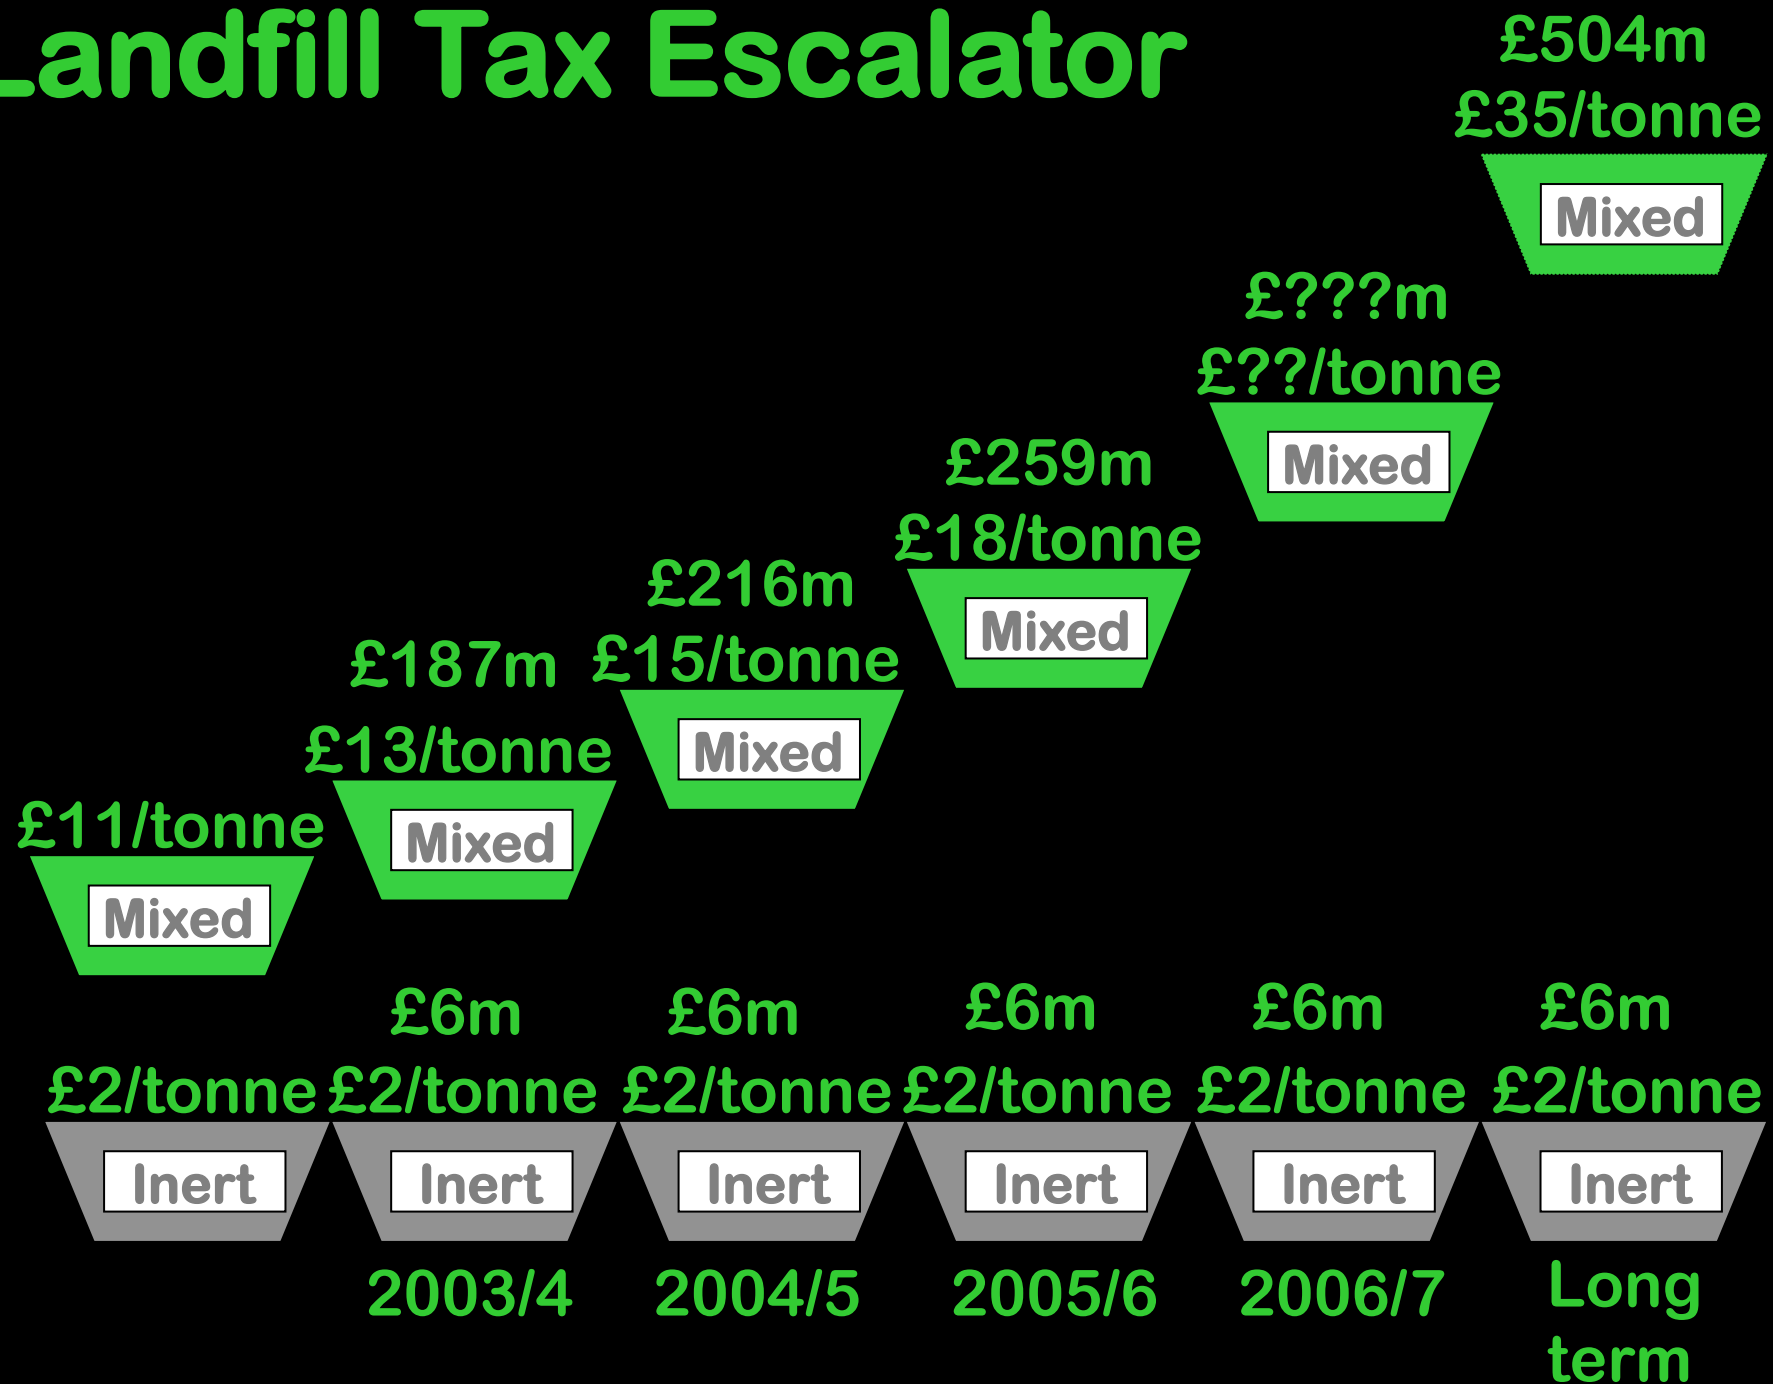 Landfill Tax Escalator
£504m
£35/tonne
Mixed
£???m
£??/tonne
Mixed
£259m
£18/tonne
Mixed
£216m
£15/tonne
Mixed
£187m
£13/tonne
Mixed
£11/tonne
Mixed
£6m
£6m
£6m
£6m
£6m
£2/tonne
£2/tonne
£2/tonne
£2/tonne
£2/tonne
£2/tonne
Inert
Inert
Inert
Inert
Inert
Inert
2003/4
2004/5
2005/6
2006/7
Long
term